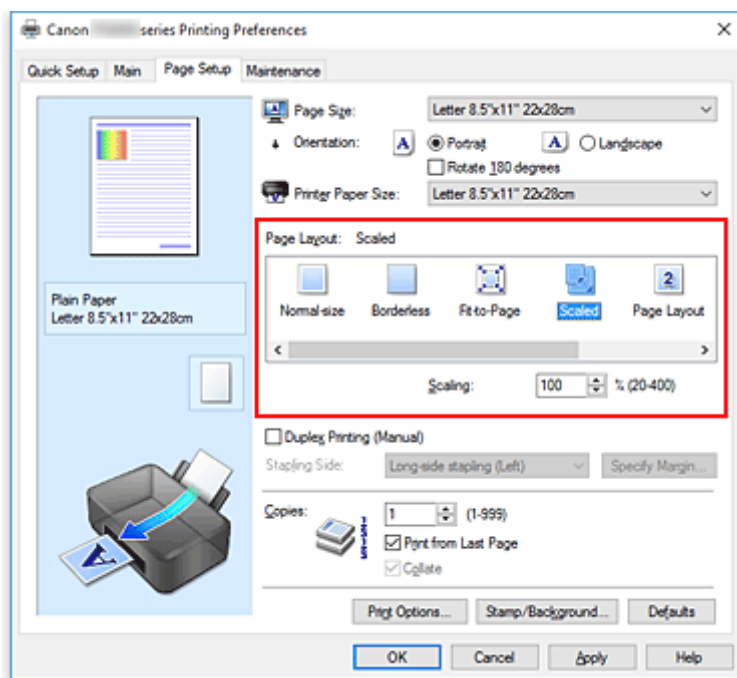 Canon series Printing Preferences
Quick Setup Main Page Setup Maintenance
Page Size: Letter 8.5"x11" 22x28cm
Orientation: A Portrait A Landscape
Rotate 180 degrees
Printer Paper Size: Letter 8.5"x11" 22x28cm
Page Layout: Scaled
Normal-size Borderless Fit-to-Page Scaled Page Layout
Plain Paper
Letter 8.5"x11" 22x28cm
Scaling: 100 % (20-400)
Duplex Printing (Manual)
Stapling Side: Long-side stapling (Left) Specify Margin...
Copies: 1 (1-999)
Print from Last Page
Collate
Print Options... Stamp/Background... Defaults
OK Cancel Apply Help